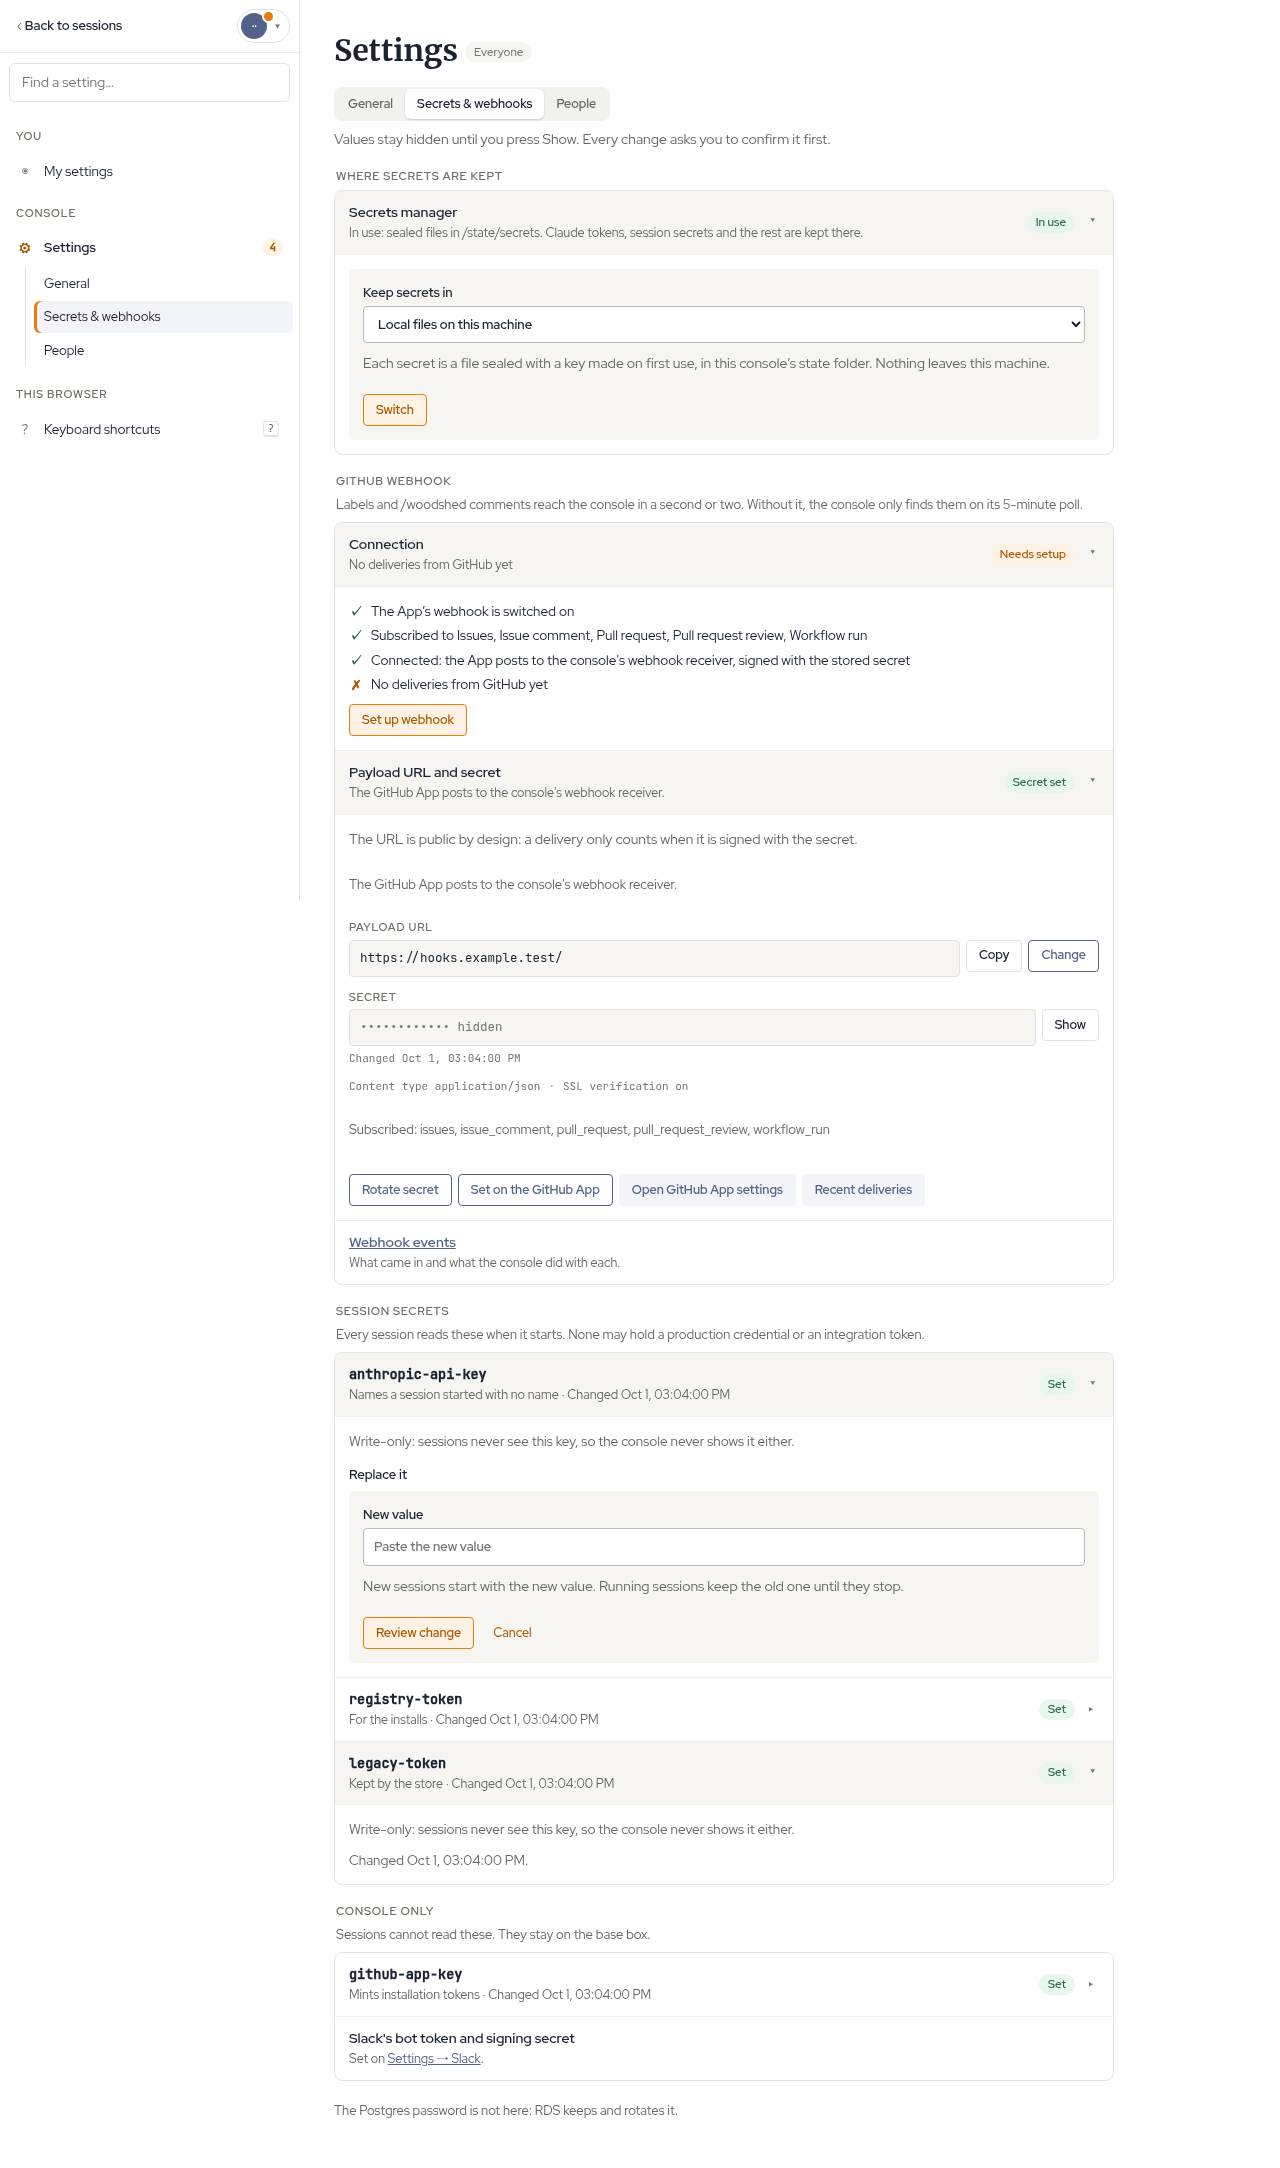 ‹ Back to sessions
Find a setting...
YOU
My settings
CONSOLE
Settings
4
General
Secrets & webhooks
People
THIS BROWSER
? Keyboard shortcuts
?
Settings
Everyone
General
Secrets & webhooks
People
Values stay hidden until you press Show. Every change asks you to confirm it first.
WHERE SECRETS ARE KEPT
Secrets manager
In use: sealed files in /state/secrets. Claude tokens, session secrets and the rest are kept there.
In use
Keep secrets in
Local files on this machine
Each secret is a file sealed with a key made on first use, in this console’s state folder. Nothing leaves this machine.
Switch
GITHUB WEBHOOK
Labels and /woodshed comments reach the console in a second or two. Without it, the console only finds them on its 5-minute poll.
Connection
No deliveries from GitHub yet
Needs setup
✓ The App’s webhook is switched on
✓ Subscribed to Issues, Issue comment, Pull request, Pull request review, Workflow run
✓ Connected: the App posts to the console's webhook receiver, signed with the stored secret
✗ No deliveries from GitHub yet
Set up webhook
Payload URL and secret
The GitHub App posts to the console's webhook receiver.
Secret set
The URL is public by design: a delivery only counts when it is signed with the secret.
The GitHub App posts to the console's webhook receiver.
PAYLOAD URL
https://hooks.example.test/
Copy
Change
SECRET
•••••••••••• hidden
Show
Changed Oct 1, 03:04:00 PM
Content type application/json · SSL verification on
Subscribed: issues, issue_comment, pull_request, pull_request_review, workflow_run
Rotate secret
Set on the GitHub App
Open GitHub App settings
Recent deliveries
Webhook events
What came in and what the console did with each.
SESSION SECRETS
Every session reads these when it starts. None may hold a production credential or an integration token.
anthropic-api-key
Names a session started with no name · Changed Oct 1, 03:04:00 PM
Set
Write-only: sessions never see this key, so the console never shows it either.
Replace it
New value
Paste the new value
New sessions start with the new value. Running sessions keep the old one until they stop.
Review change
Cancel
registry-token
For the installs · Changed Oct 1, 03:04:00 PM
Set
legacy-token
Kept by the store · Changed Oct 1, 03:04:00 PM
Set
Write-only: sessions never see this key, so the console never shows it either.
Changed Oct 1, 03:04:00 PM.
CONSOLE ONLY
Sessions cannot read these. They stay on the base box.
github-app-key
Mints installation tokens · Changed Oct 1, 03:04:00 PM
Set
Slack's bot token and signing secret
Set on Settings → Slack.
The Postgres password is not here: RDS keeps and rotates it.